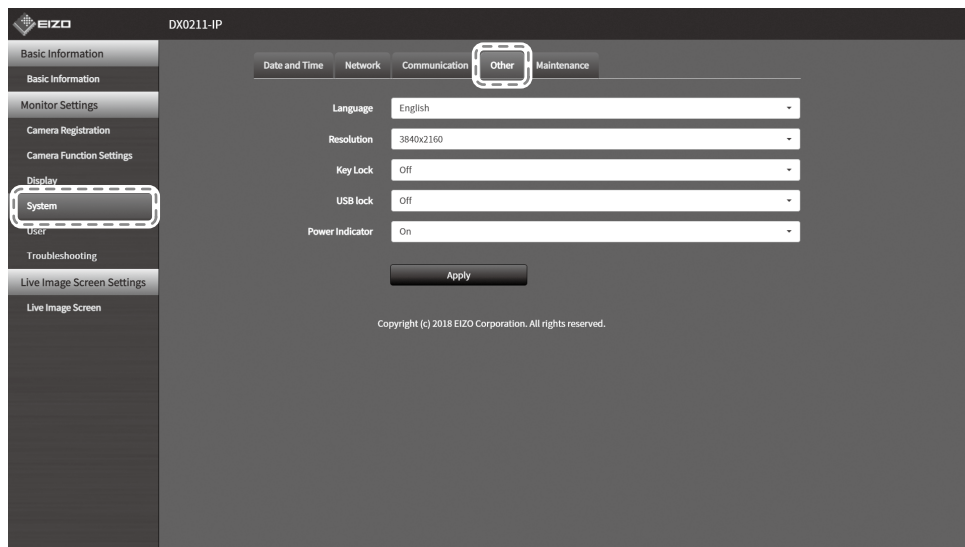 EIZO
DX0211-IP
Basic Information
Basic Information
Monitor Settings
Camera Registration
Camera Function Settings
Display
System
User
Troubleshooting
Live Image Screen Settings
Live Image Screen
Date and Time Network Communication Other Maintenance
Language English
Resolution 3840x2160
Key Lock Off
USB lock Off
Power Indicator On
Apply
Copyright (c) 2018 EIZO Corporation. All rights reserved.